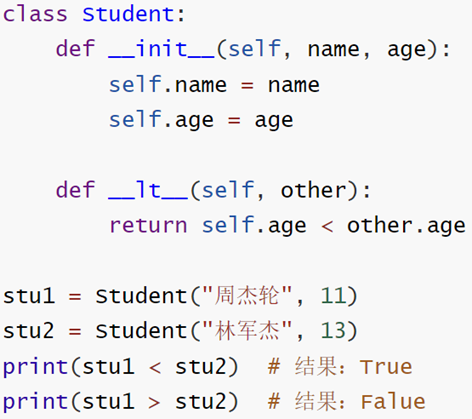 class Student:
    def __init__(self, name, age):
        self.name = name
        self.age = age

    def __lt__(self, other):
        return self.age < other.age

stu1 = Student("周杰轮", 11)
stu2 = Student("林军杰", 13)
print(stu1 < stu2)  # 结果：True
print(stu1 > stu2)  # 结果：Falue